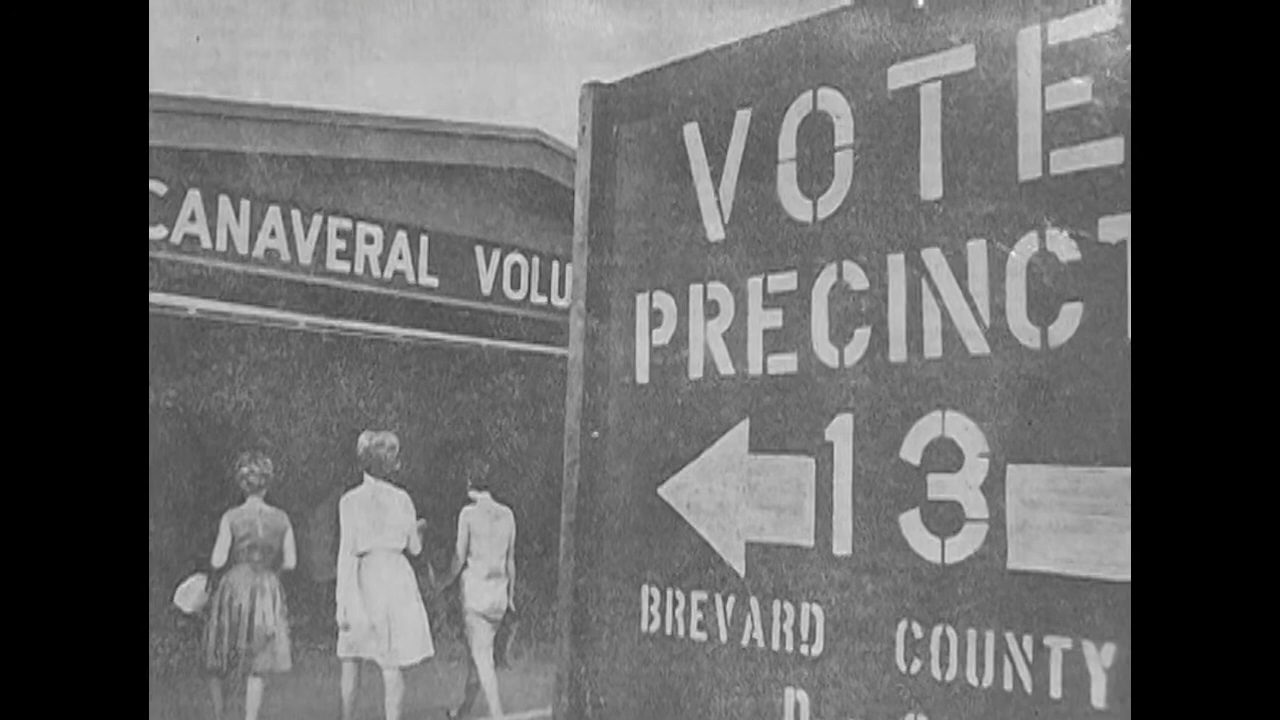 CANAVERAL VOLU
VOTE
PRECINCT
13
BREVARD COUNTY